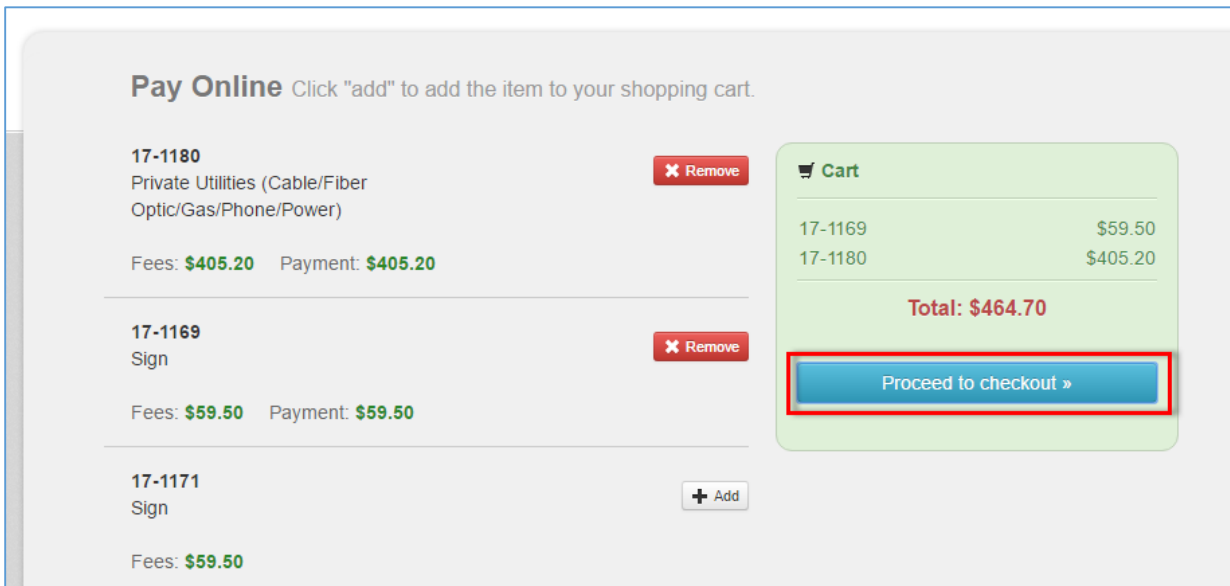 Pay Online Click "add" to add the item to your shopping cart.
17-1180
Private Utilities (Cable/Fiber
Optic/Gas/Phone/Power)
Remove
Fees: $405.20 Payment: $405.20
17-1169
Sign
Remove
Fees: $59.50 Payment: $59.50
17-1171
Sign
Add
Fees: $59.50
Cart
17-1169 $59.50
17-1180 $405.20
Total: $464.70
Proceed to checkout »